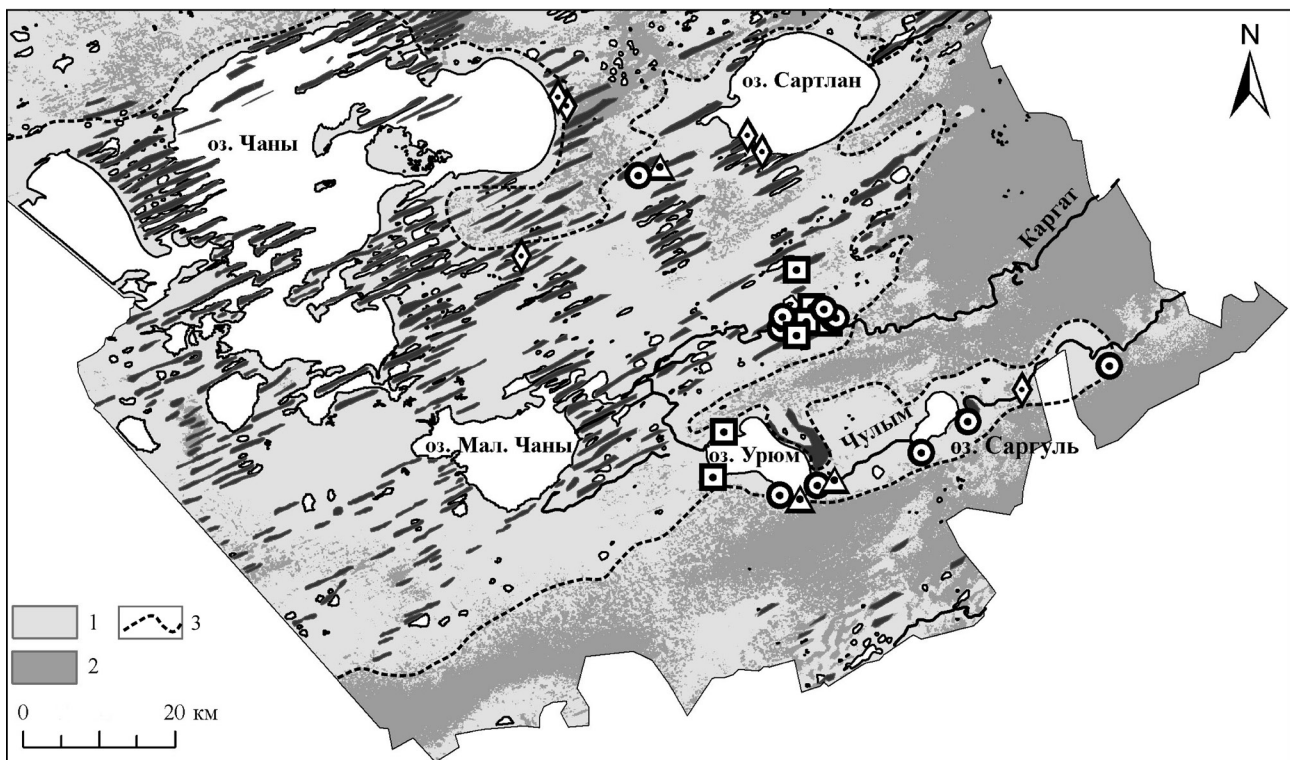 N
оз. Сартлан
оз. Чаны
Каргат
Чулым
оз. Мал. Чаны
оз. Урюм
оз. Саргуль
1
3
2
0
20 км